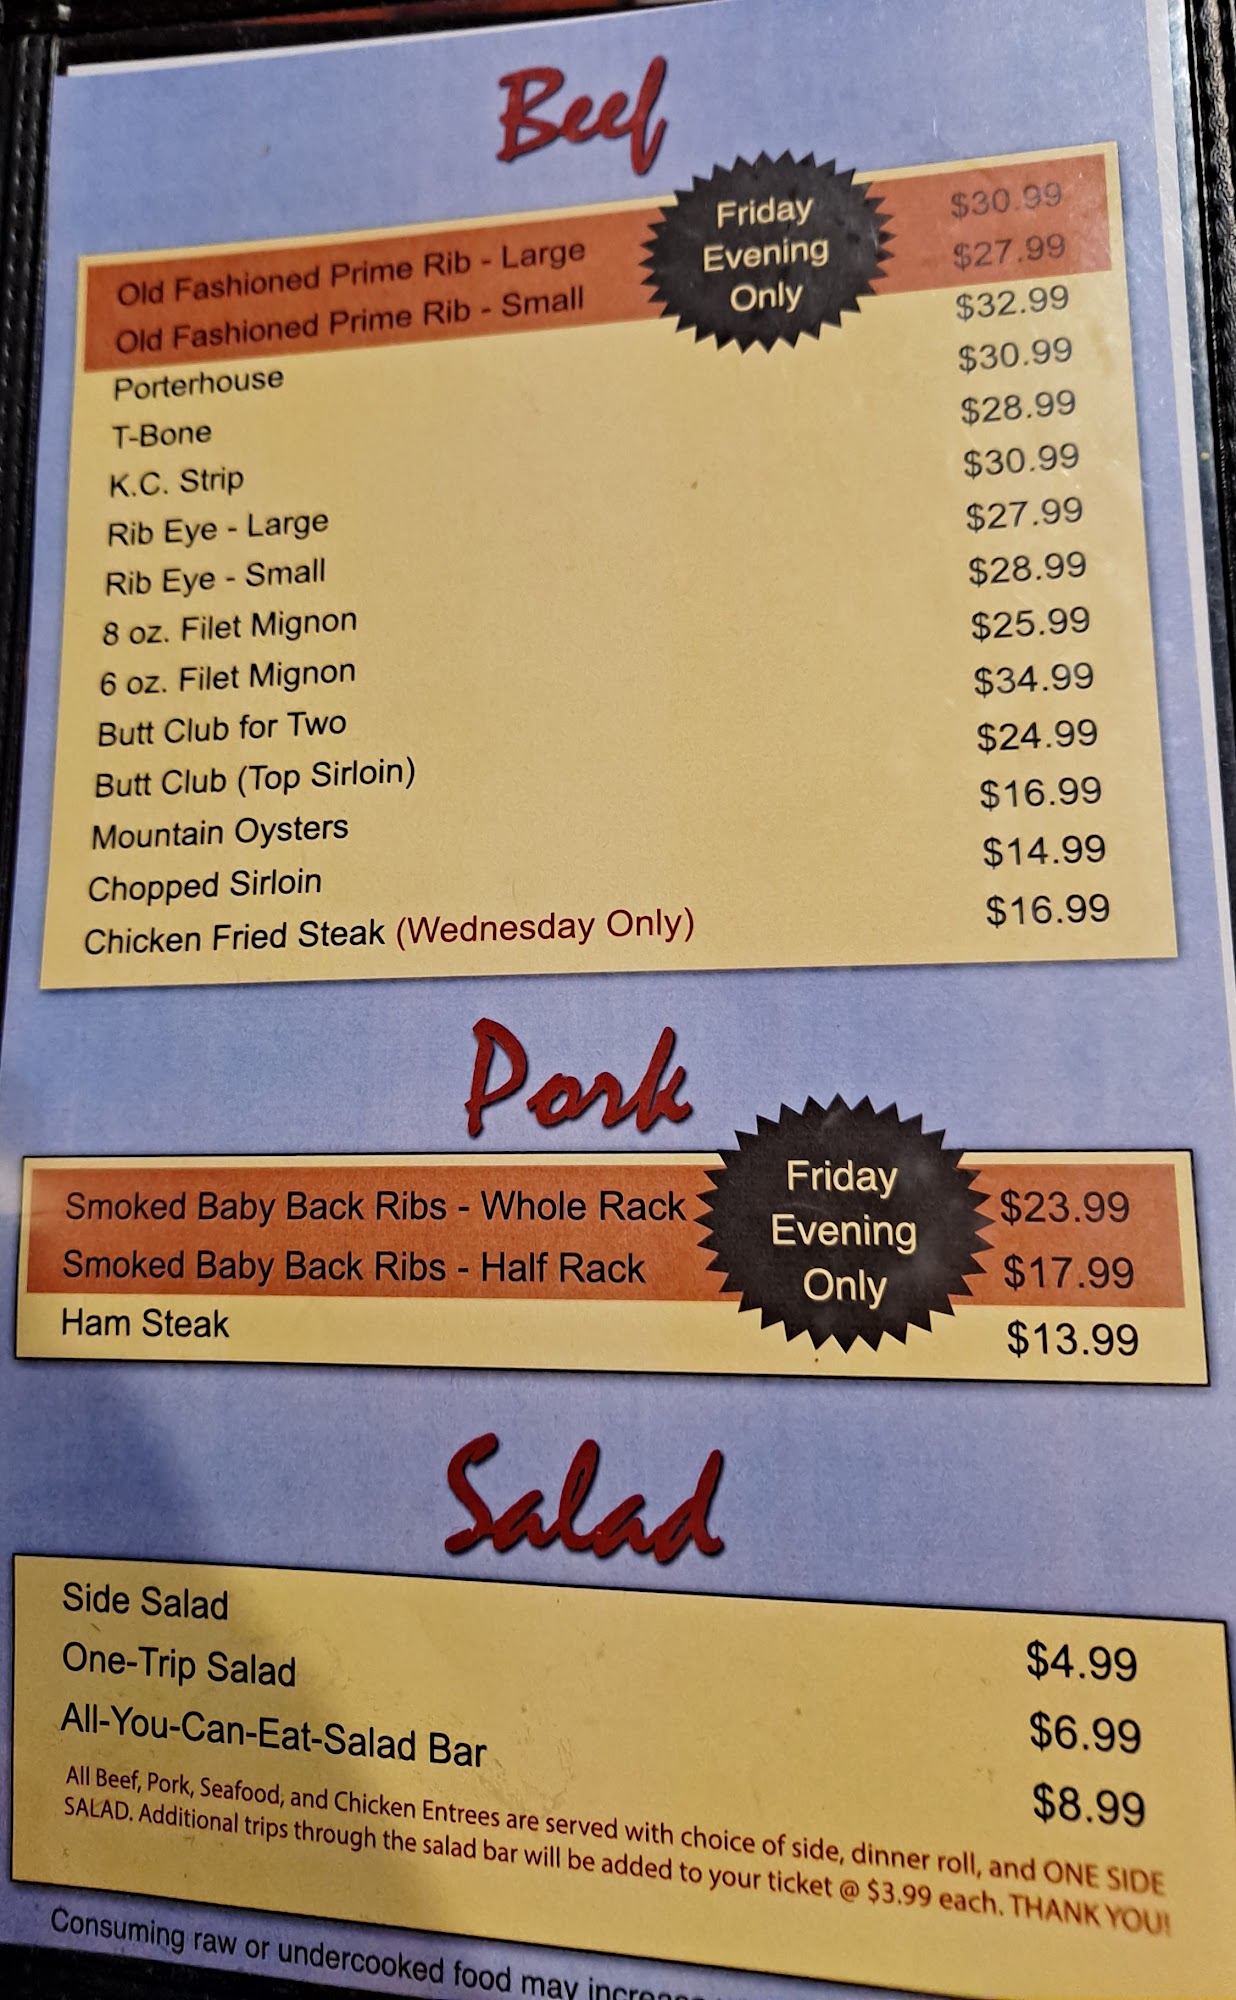 Beef
Old Fashioned Prime Rib - Large $30.99
Old Fashioned Prime Rib - Small $27.99
Friday
Evening
Only
Porterhouse $32.99
T-Bone $30.99
K.C. Strip $28.99
Rib Eye - Large $30.99
Rib Eye - Small $27.99
8 oz. Filet Mignon $28.99
6 oz. Filet Mignon $25.99
Butt Club for Two $34.99
Butt Club (Top Sirloin) $24.99
Mountain Oysters $16.99
Chopped Sirloin $14.99
Chicken Fried Steak (Wednesday Only) $16.99
Pork
Smoked Baby Back Ribs - Whole Rack $23.99
Smoked Baby Back Ribs - Half Rack $17.99
Friday
Evening
Only
Ham Steak $13.99
Salad
Side Salad $4.99
One-Trip Salad $6.99
All-You-Can-Eat-Salad Bar $8.99
All Beef, Pork, Seafood, and Chicken Entrees are served with choice of side, dinner roll, and ONE SIDE
SALAD. Additional trips through the salad bar will be added to your ticket @ $3.99 each. THANK YOU!
Consuming raw or undercooked food may